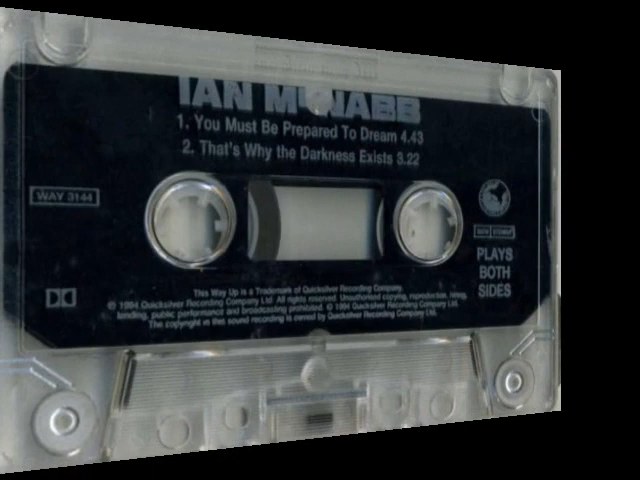 IAN McNABB
1. You Must Be Prepared To Dream 4.43
2. That's Why the Darkness Exists 3.22
WAY 3144
PLAYS
BOTH
SIDES
This Way Up is a Trademark of Quicksilver Recording Company.
© 1994 Quicksilver Recording Company Ltd. All rights reserved. Unauthorised copying, reproduction, hiring,
lending, public performance and broadcasting prohibited. © 1994 Quicksilver Recording Company Ltd.
The copyright in this sound recording is owned by Quicksilver Recording Company Ltd.